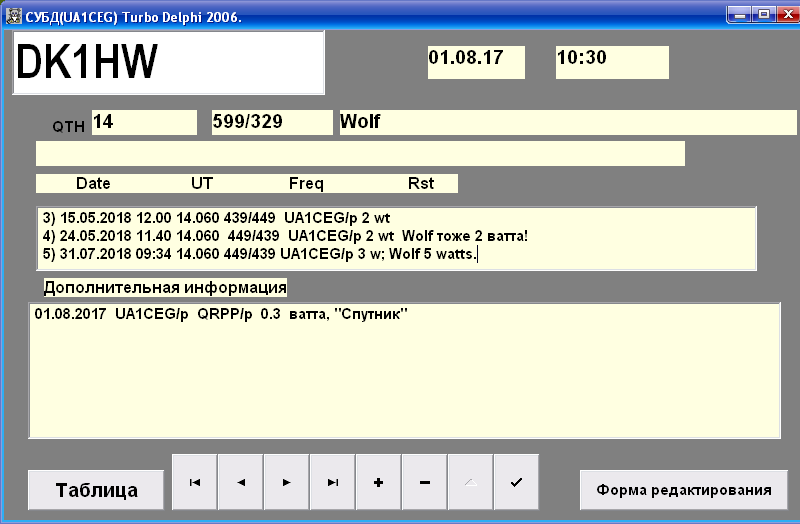 СУБД(UA1CEG) Turbo Delphi 2006.
DK1HW 01.08.17 10:30
QTH 14 599/329 Wolf
Date UT Freq Rst
3) 15.05.2018 12.00 14.060 439/449 UA1CEG/p 2 wt
4) 24.05.2018 11.40 14.060 449/439 UA1CEG/p 2 wt Wolf тоже 2 ватта!
5) 31.07.2018 09:34 14.060 449/439 UA1CEG/p 3 w; Wolf 5 watts.
Дополнительная информация
01.08.2017 UA1CEG/p QRPP/p 0.3 ватта, "Спутник"
Таблица Форма редактирования